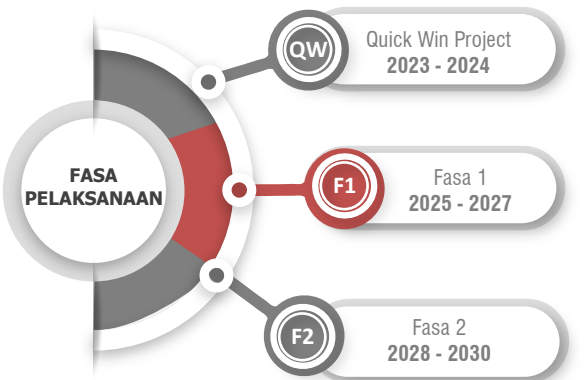 FASA
PELAKSANAAN
QW
Quick Win Project
2023 - 2024
F1
Fasa 1
2025 - 2027
F2
Fasa 2
2028 - 2030